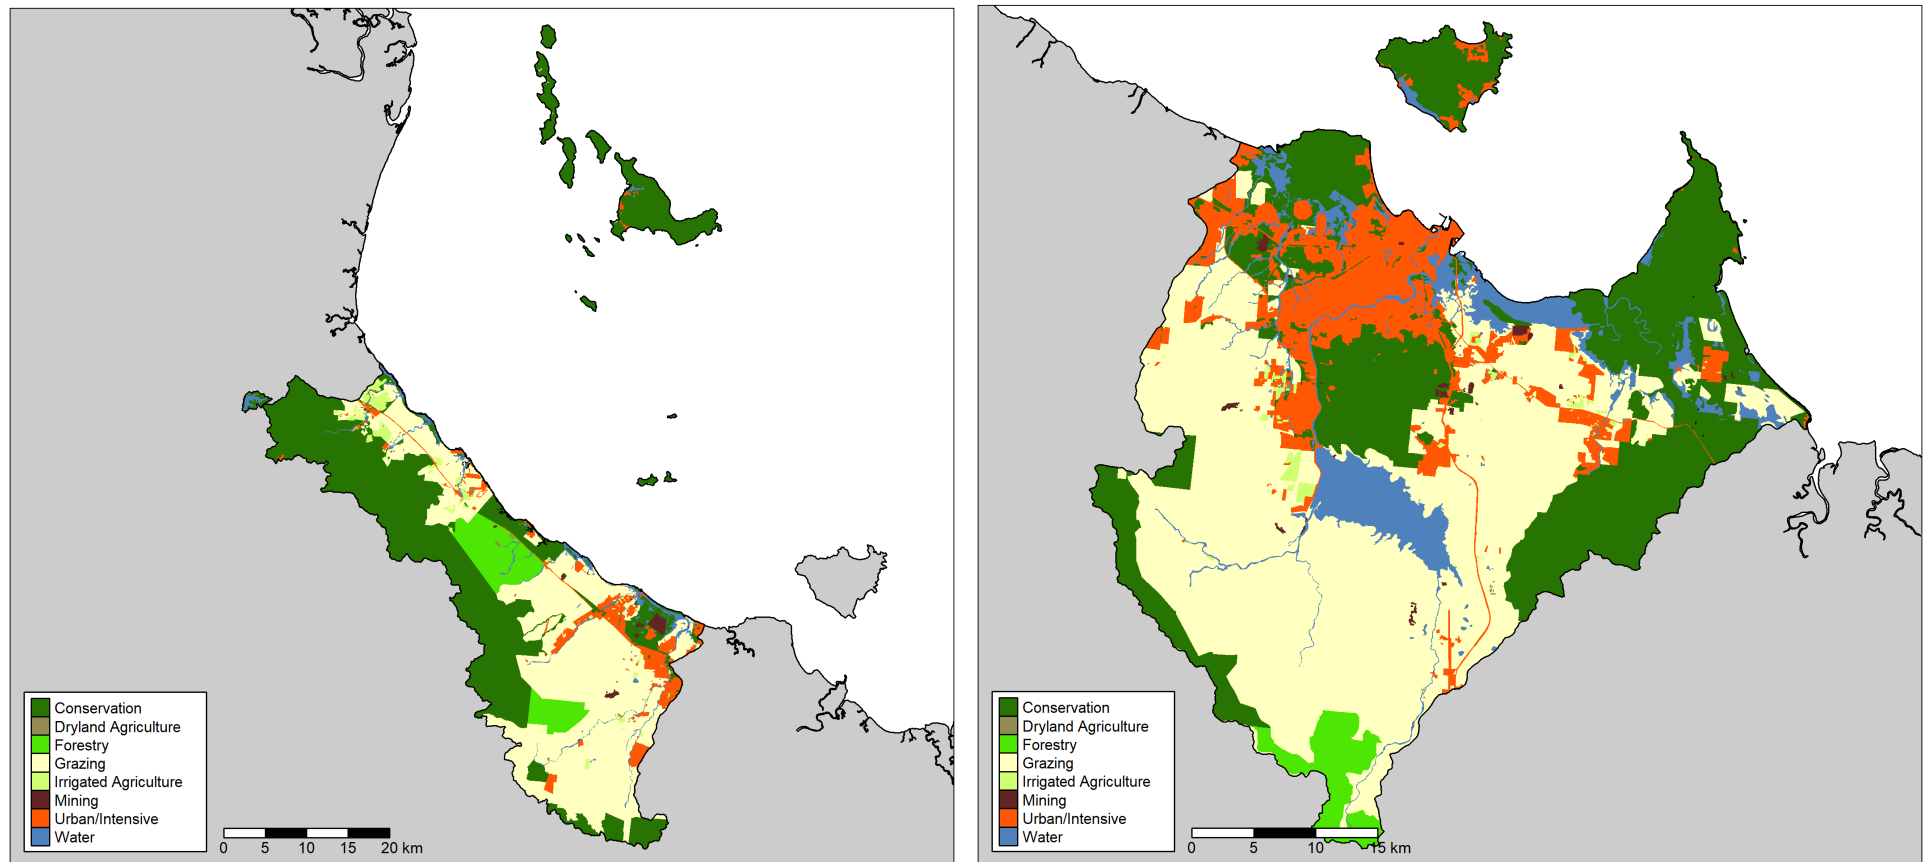 Conservation
Dryland Agriculture
Forestry
Grazing
Irrigated Agriculture
Mining
Urban/Intensive
Water
0 5 10 15 20 km
Conservation
Dryland Agriculture
Forestry
Grazing
Irrigated Agriculture
Mining
Urban/Intensive
Water
0 5 10 15 km